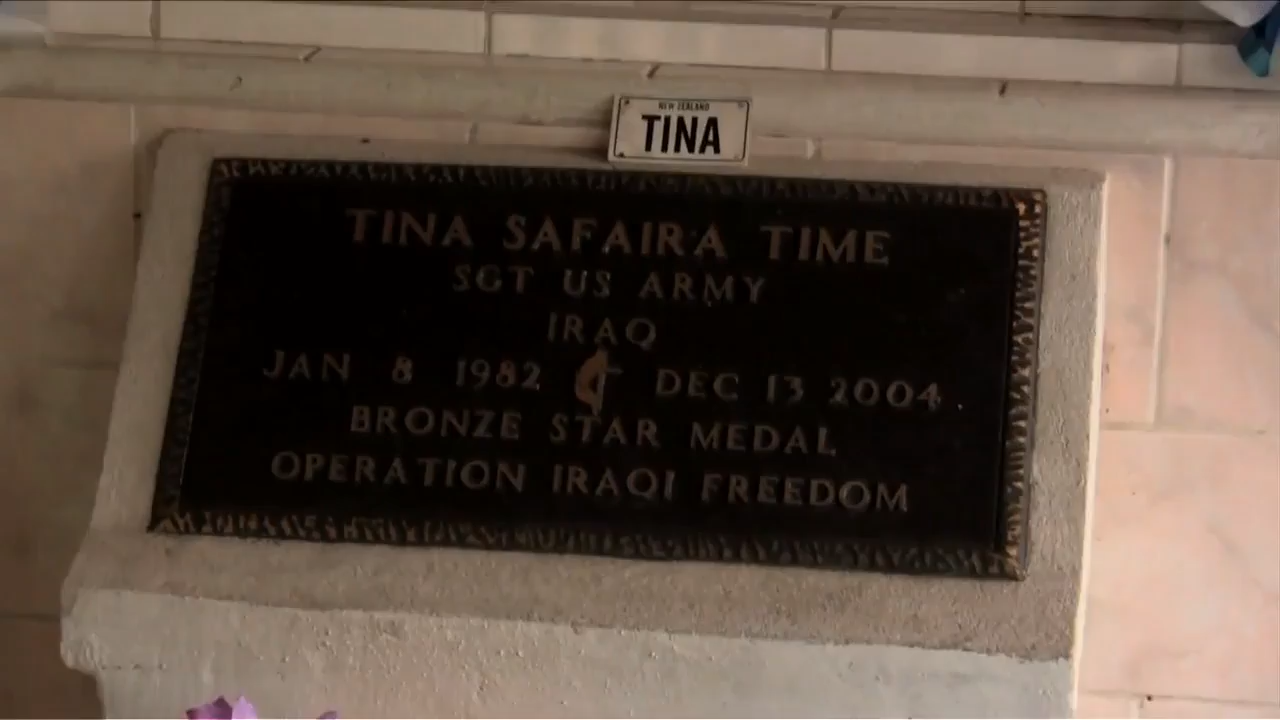 NEW ZEALAND
TINA
TINA SAFAIRA TIME
SGT US ARMY
IRAQ
JAN 8 1982 DEC 13 2004
BRONZE STAR MEDAL
OPERATION IRAQI FREEDOM